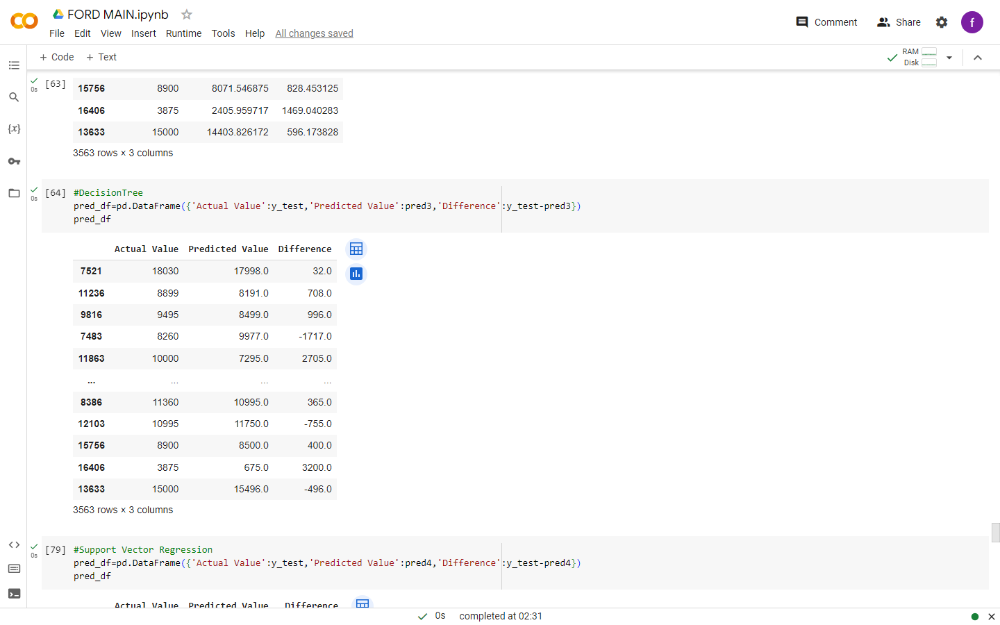 FORD MAIN.ipynb
File Edit View Insert Runtime Tools Help All changes saved
Comment Share f
+ Code + Text
RAM
Disk
0s
[63]
15756 8900 8071.546875 828.453125
16406 3875 2405.959717 1469.040283
13633 15000 14403.826172 596.173828
3563 rows × 3 columns
{x}
0s
[64] #DecisionTree
pred_df=pd.DataFrame({'Actual Value':y_test,'Predicted Value':pred3,'Difference':y_test-pred3})
pred_df
Actual Value Predicted Value Difference
7521 18030 17998.0 32.0
11236 8899 8191.0 708.0
9816 9495 8499.0 996.0
7483 8260 9977.0 -1717.0
11863 10000 7295.0 2705.0
... ... ... ...
8386 11360 10995.0 365.0
12103 10995 11750.0 -755.0
15756 8900 8500.0 400.0
16406 3875 675.0 3200.0
13633 15000 15496.0 -496.0
3563 rows × 3 columns
0s
[79] #Support Vector Regression
pred_df=pd.DataFrame({'Actual Value':y_test,'Predicted Value':pred4,'Difference':y_test-pred4})
pred_df
Actual Value Predicted Value Difference
0s completed at 02:31